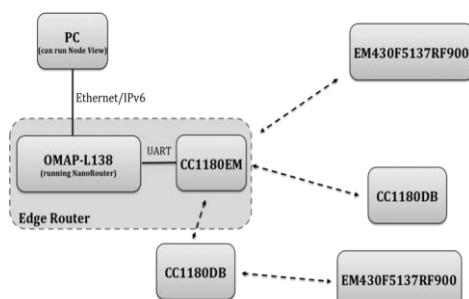 PC
(can run Node View)
EM430F5137RF900
Ethernet/IPv6
OMAP-L138
(running NanoRouter)
UART
CC1180EM
CC1180DB
Edge Router
CC1180DB
EM430F5137RF900